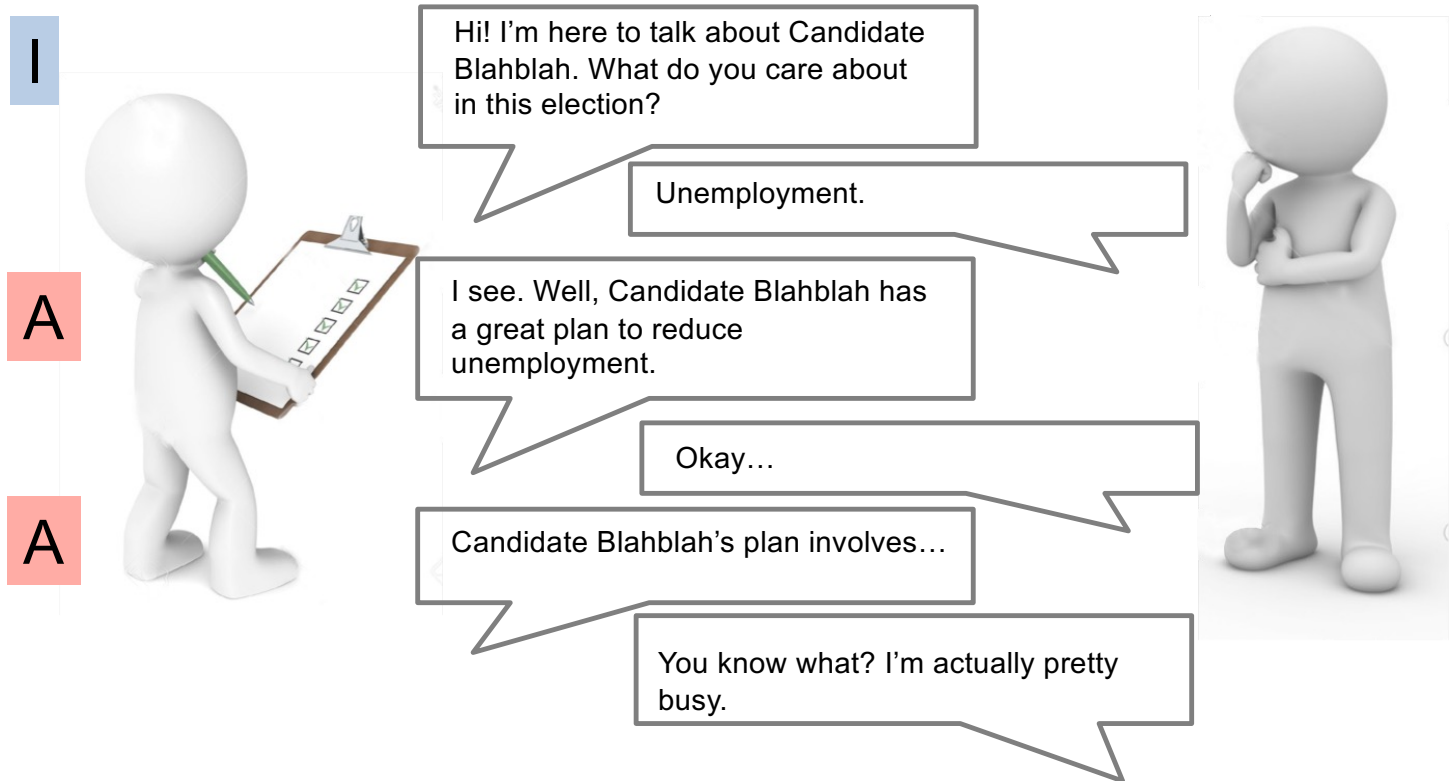 I
Hi! I’m here to talk about Candidate
Blahblah. What do you care about
in this election?
Unemployment.
A
I see. Well, Candidate Blahblah has
a great plan to reduce
unemployment.
Okay…
A
Candidate Blahblah’s plan involves…
You know what? I’m actually pretty
busy.